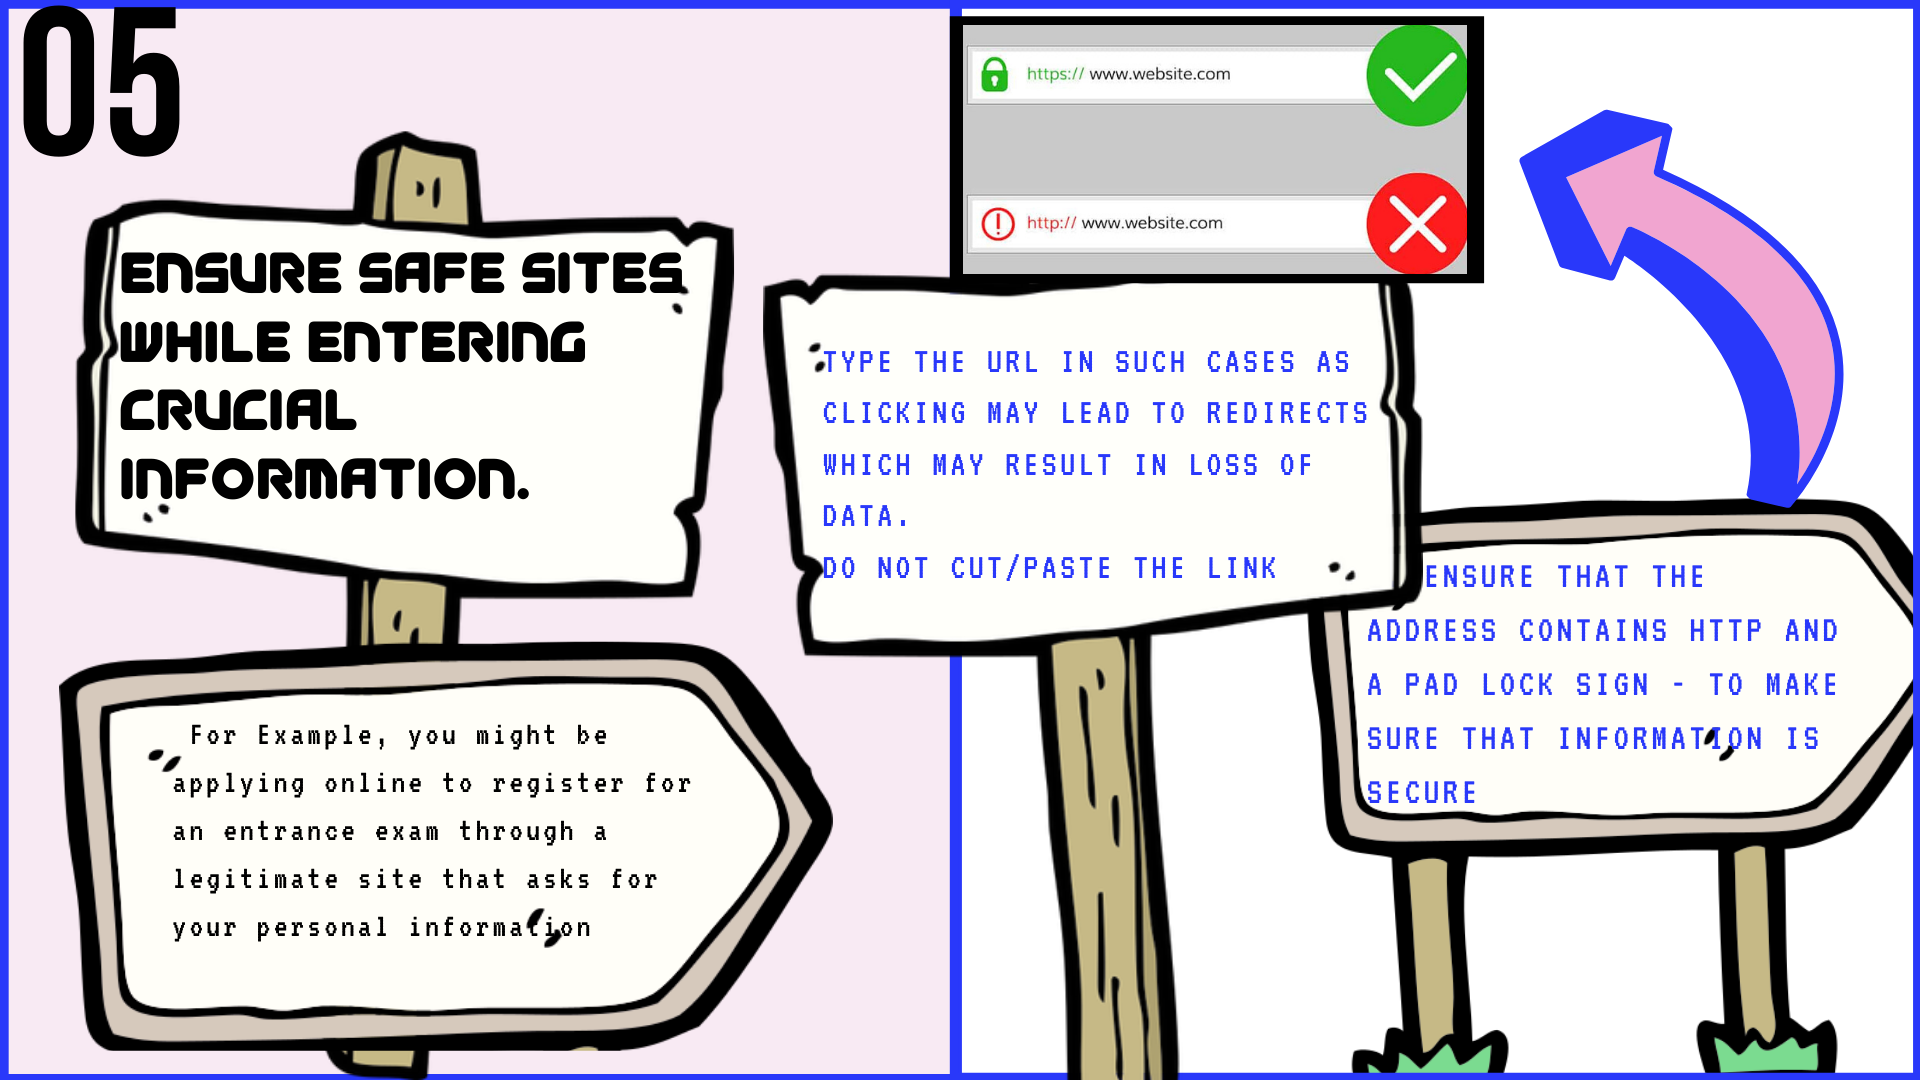 05
ENSURE SAFE SITES
WHILE ENTERING
CRUCIAL
INFORMATION.
For Example, you might be
applying online to register for
an entrance exam through a
legitimate site that asks for
your personal information
https:// www.website.com
http:// www.website.com
TYPE THE URL IN SUCH CASES AS
CLICKING MAY LEAD TO REDIRECTS
WHICH MAY RESULT IN LOSS OF
DATA.
DO NOT CUT/PASTE THE LINK
ENSURE THAT THE
ADDRESS CONTAINS HTTP AND
A PAD LOCK SIGN - TO MAKE
SURE THAT INFORMATION IS
SECURE